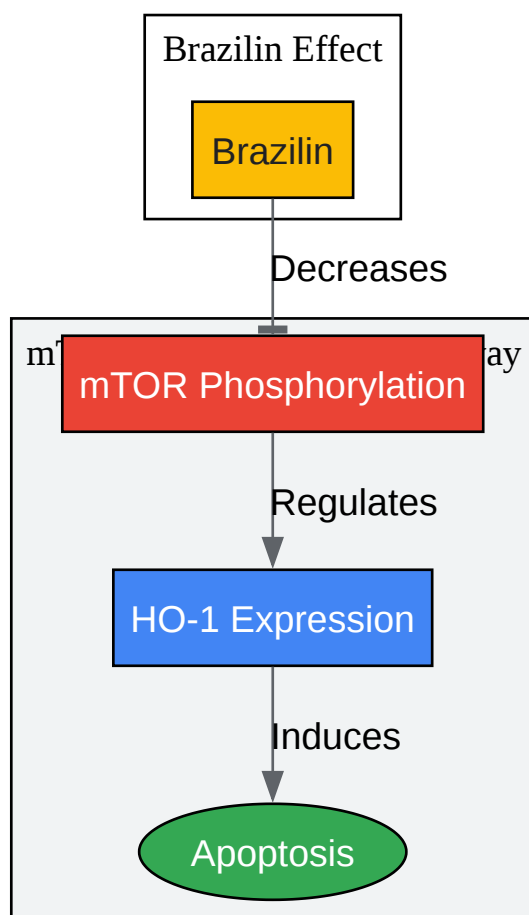 Brazilin Effect
Brazilin
Decreases
mTOR Phosphorylation
Regulates
HO-1 Expression
Induces
Apoptosis